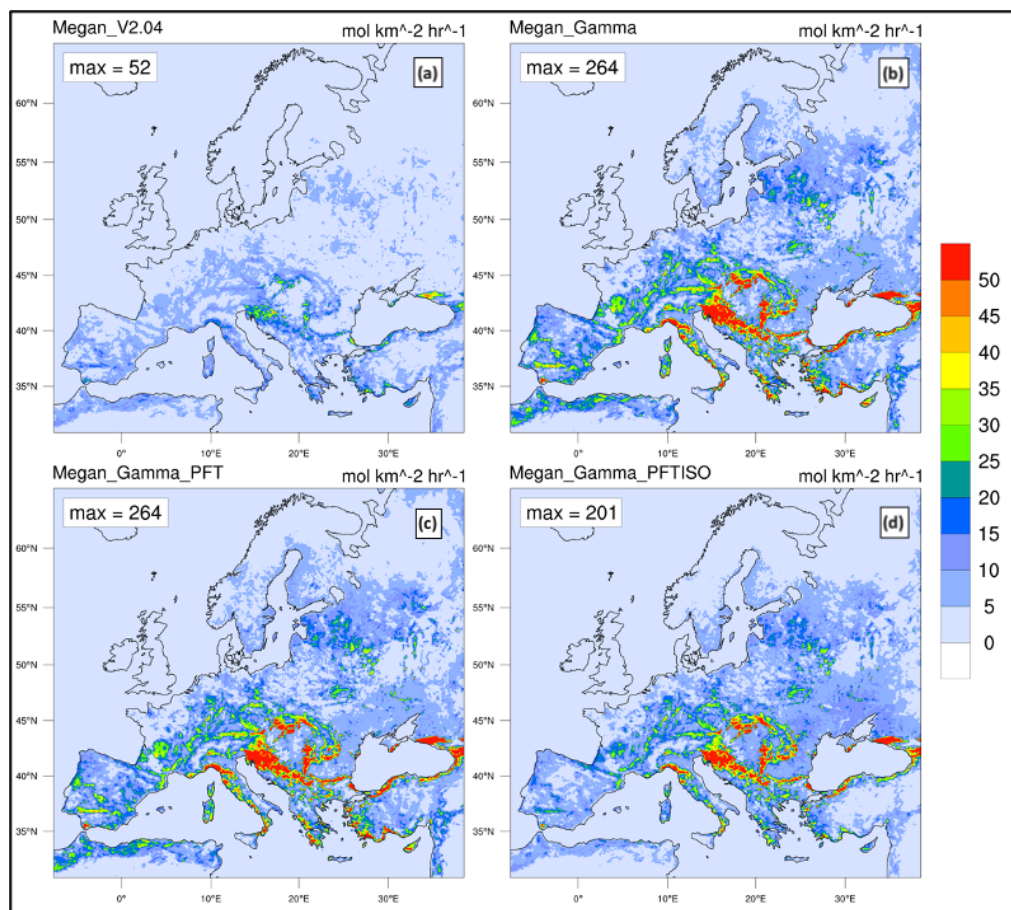 Megan_V2.04 mol km^-2 hr^-1
max = 52 (a)
60°N
55°N
50°N
45°N
40°N
35°N
0° 10°E 20°E 30°E
Megan_Gamma mol km^-2 hr^-1
max = 264 (b)
60°N
55°N
50°N
45°N
40°N
35°N
0° 10°E 20°E 30°E
Megan_Gamma_PFT mol km^-2 hr^-1
max = 264 (c)
60°N
55°N
50°N
45°N
40°N
35°N
0° 10°E 20°E 30°E
Megan_Gamma_PFTISO mol km^-2 hr^-1
max = 201 (d)
60°N
55°N
50°N
45°N
40°N
35°N
0° 10°E 20°E 30°E
50
45
40
35
30
25
20
15
10
5
0